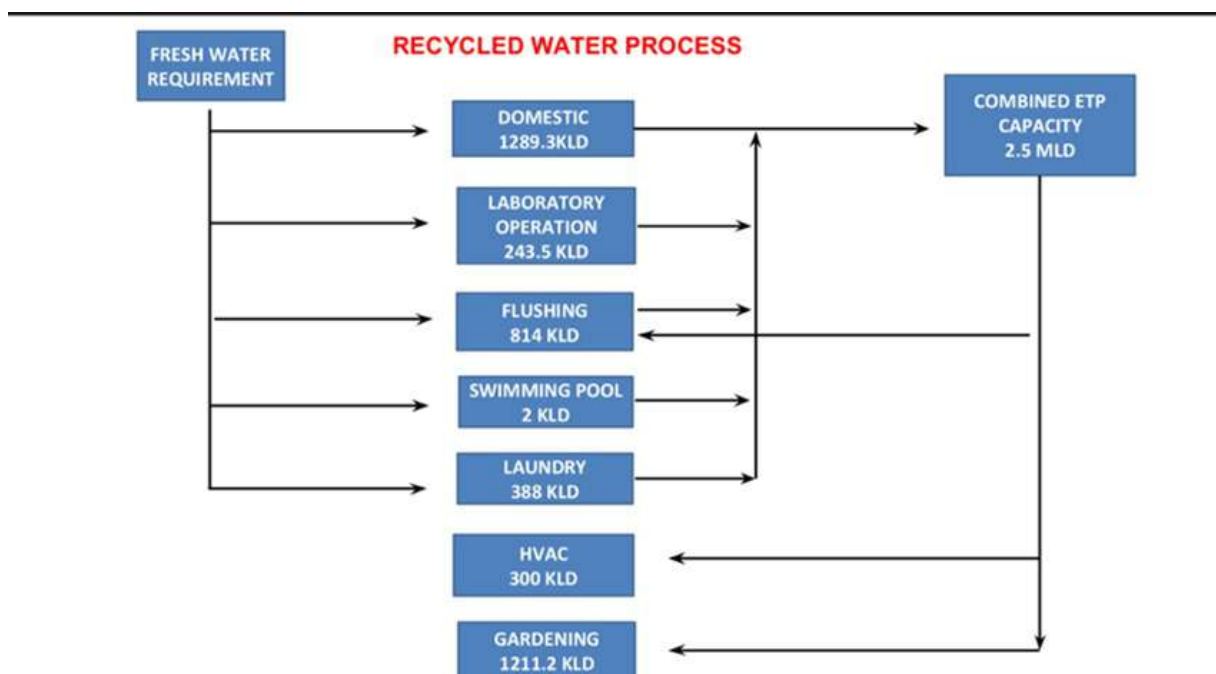 RECYCLED WATER PROCESS
FRESH WATER
REQUIREMENT
DOMESTIC
1289.3KLD
COMBINED ETP
CAPACITY
2.5 MLD
LABORATORY
OPERATION
243.5 KLD
FLUSHING
814 KLD
SWIMMING POOL
2 KLD
LAUNDRY
388 KLD
HVAC
300 KLD
GARDENING
1211.2 KLD